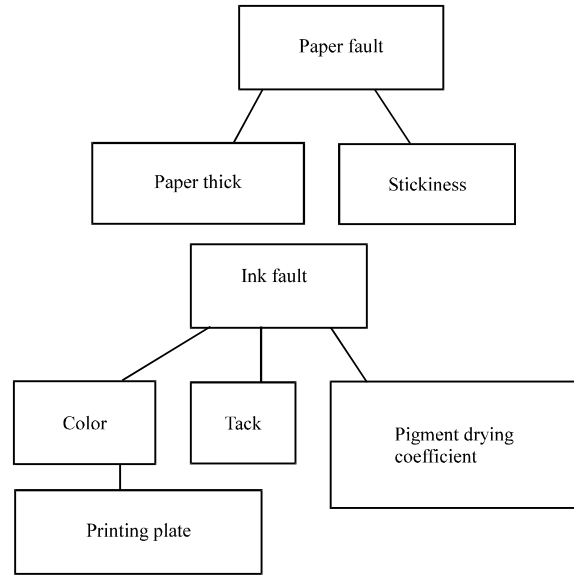 Paper fault
Paper thick
Stickiness
Ink fault
Color
Tack
Pigment drying
coefficient
Printing plate